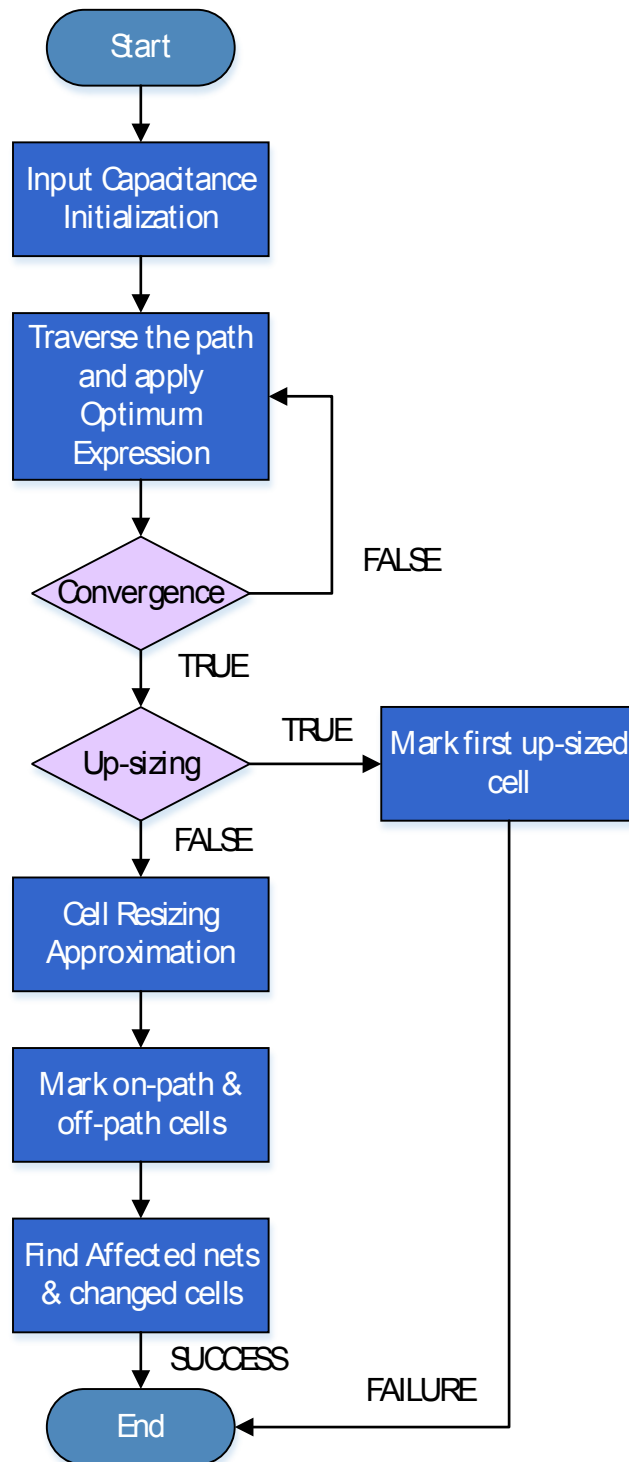 Start
Input Capacitance
Initialization
Traverse the path
and apply
Optimum
Expression
Convergence
FALSE
TRUE
Up-sizing
TRUE
Mark first up-sized
cell
FALSE
Cell Resizing
Approximation
Mark on-path &
off-path cells
Find Affected nets
& changed cells
SUCCESS
FAILURE
End